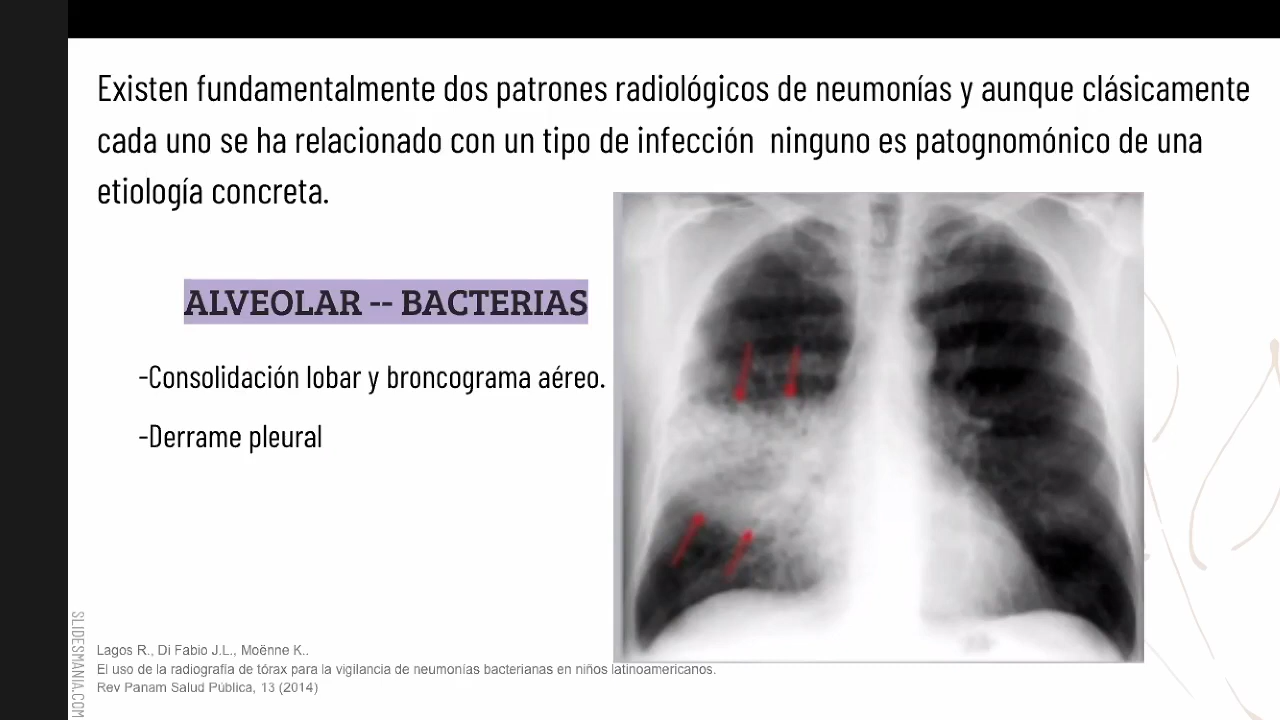 Existen fundamentalmente dos patrones radiológicos de neumonías y aunque clásicamente
cada uno se ha relacionado con un tipo de infección ninguno es patognomónico de una
etiología concreta.
ALVEOLAR -- BACTERIAS
-Consolidación lobar y broncograma aéreo.
-Derrame pleural
Lagos R., Di Fabio J.L., Moënne K..
El uso de la radiografía de tórax para la vigilancia de neumonías bacterianas en niños latinoamericanos.
Rev Panam Salud Pública, 13 (2014)
SLIDESMANIA.COM